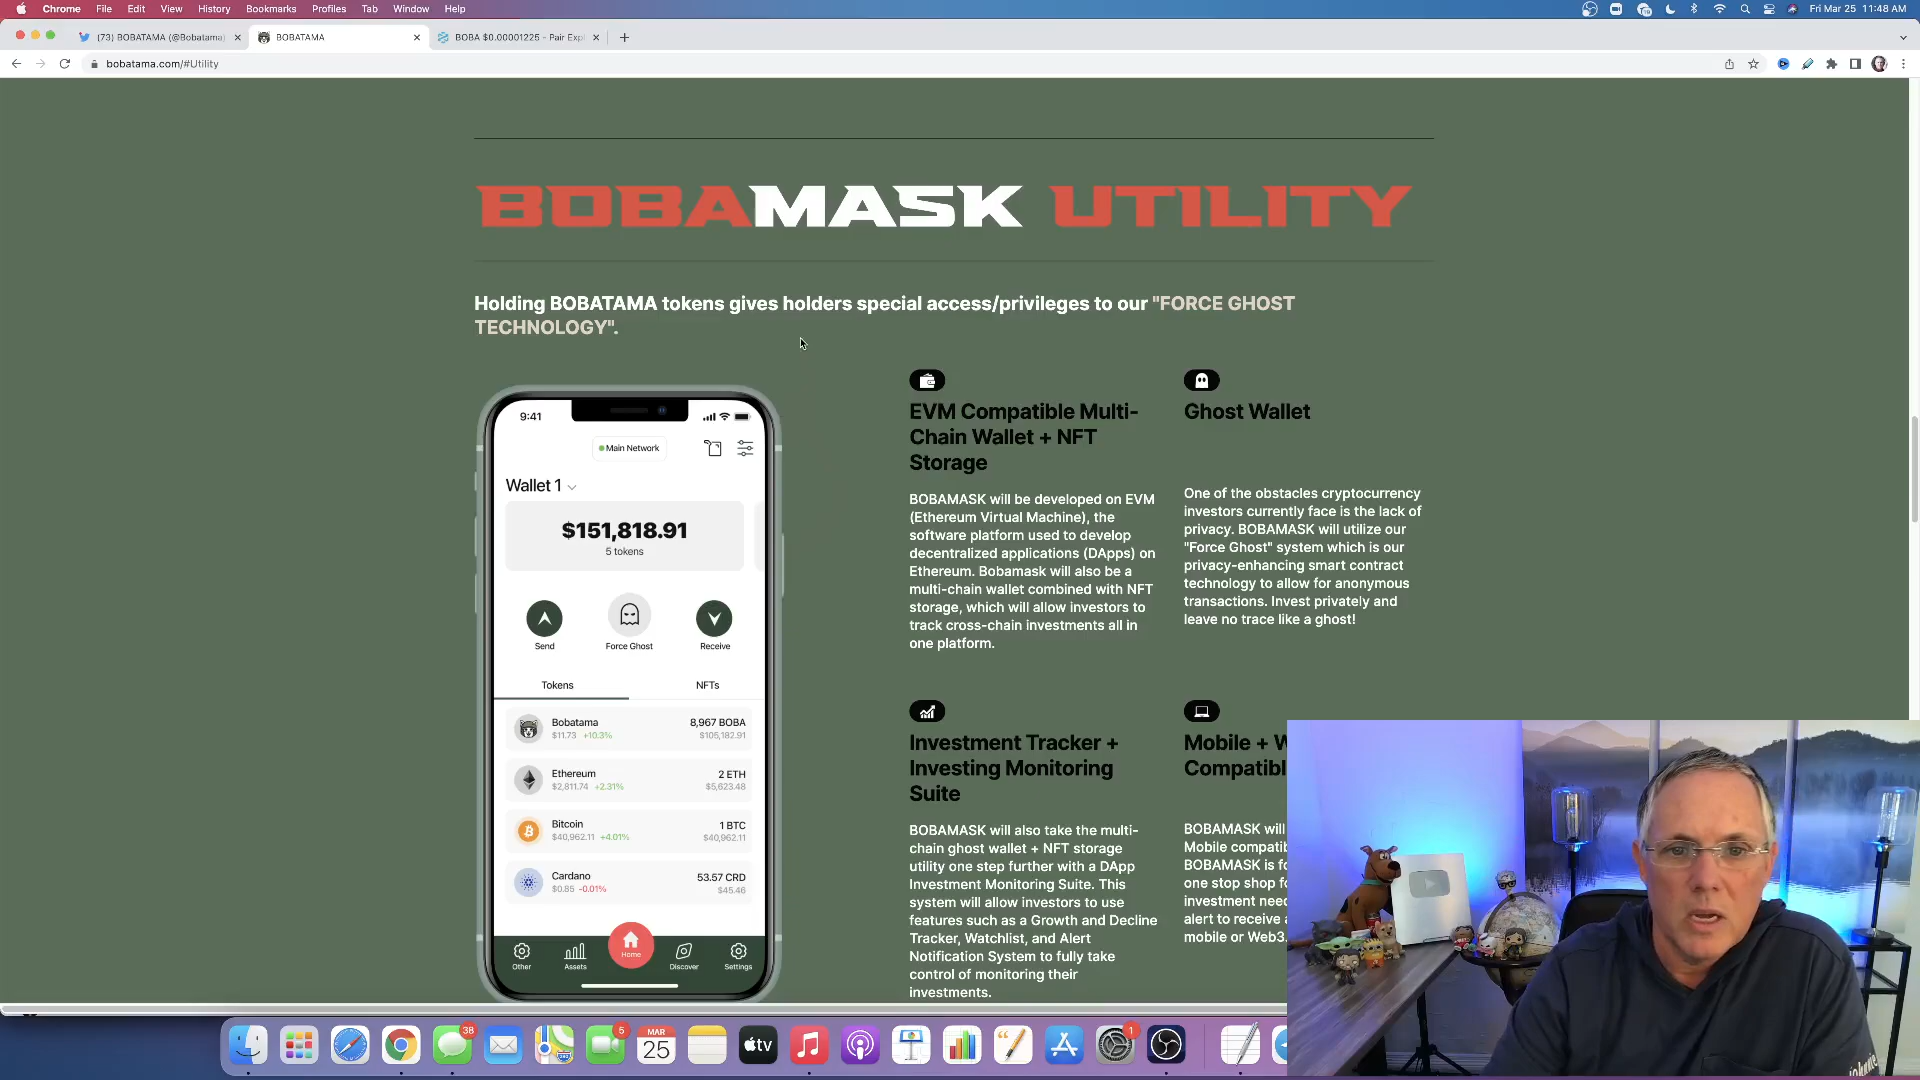 Chrome File Edit View History Bookmarks Profiles Tab Window Help
Fri Mar 25 11:48 AM
(73) BOBATAMA (@Bobatama)
BOBATAMA
BOBA $0.00001225 - Pair Expl
bobatama.com/#Utility
BOBAMASK UTILITY
Holding BOBATAMA tokens gives holders special access/privileges to our "FORCE GHOST
TECHNOLOGY".
9:41
Main Network
Wallet 1
$151,818.91
5 tokens
Send
Force Ghost
Receive
Tokens
NFTs
Bobatama 8,967 BOBA
$11.73 +10.3% $105,182.91
Ethereum 2 ETH
$2,811.74 +2.31% $5,623.48
Bitcoin 1 BTC
$40,962.11 +4.01% $40,962.11
Cardano 53.57 CRD
$0.85 -0.01% $45.46
Other
Assets
Home
Discover
Settings
EVM Compatible Multi-
Chain Wallet + NFT
Storage
BOBAMASK will be developed on EVM
(Ethereum Virtual Machine), the
software platform used to develop
decentralized applications (DApps) on
Ethereum. Bobamask will also be a
multi-chain wallet combined with NFT
storage, which will allow investors to
track cross-chain investments all in
one platform.
Ghost Wallet
One of the obstacles cryptocurrency
investors currently face is the lack of
privacy. BOBAMASK will utilize our
"Force Ghost" system which is our
privacy-enhancing smart contract
technology to allow for anonymous
transactions. Invest privately and
leave no trace like a ghost!
Investment Tracker +
Investing Monitoring
Suite
BOBAMASK will also take the multi-
chain ghost wallet + NFT storage
utility one step further with a DApp
Investment Monitoring Suite. This
system will allow investors to use
features such as a Growth and Decline
Tracker, Watchlist, and Alert
Notification System to fully take
control of monitoring their
investments.
Mobile + W
Compatibl
BOBAMASK will
Mobile compatib
BOBAMASK is fo
one stop shop f
investment need
alert to receive a
mobile or Web3.
38
5
MAR
25
tv
1